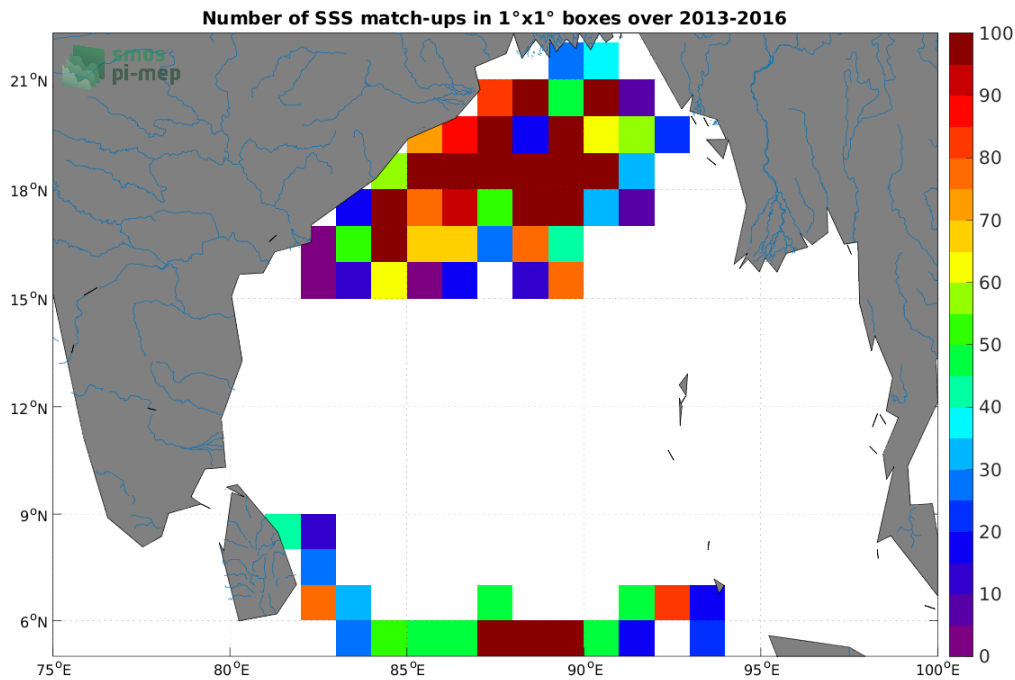 Number of SSS match-ups in 1°x1° boxes over 2013-2016
smos
pi-mep
21°N
18°N
15°N
12°N
9°N
6°N
75°E 80°E 85°E 90°E 95°E 100°E
100
90
80
70
60
50
40
30
20
10
0